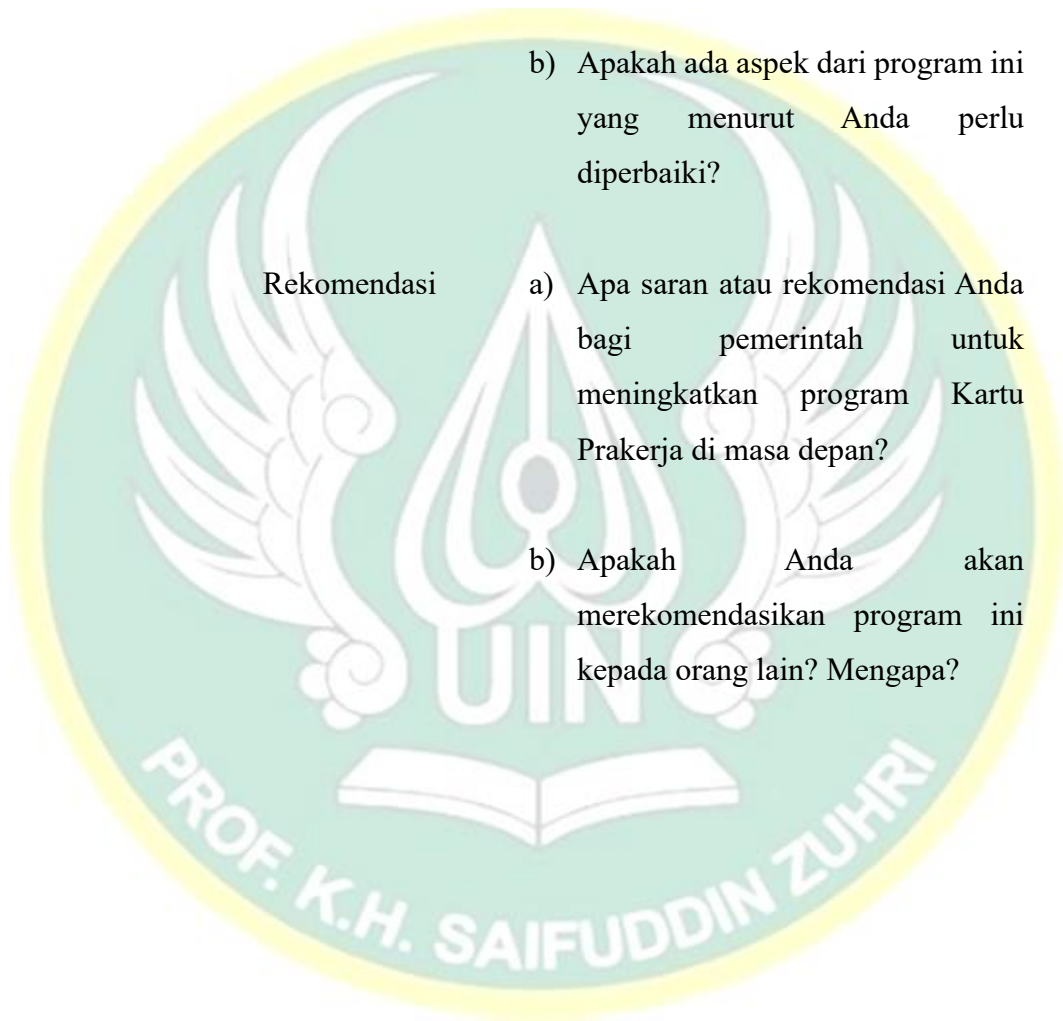 b) Apakah ada aspek dari program ini
yang menurut Anda perlu
diperbaiki?
Rekomendasi a) Apa saran atau rekomendasi Anda
bagi pemerintah untuk
meningkatkan program Kartu
Prakerja di masa depan?
b) Apakah Anda akan
merekomendasikan program ini
kepada orang lain? Mengapa?
UIN
PROF. K.H. SAIFUDDIN ZUHRI